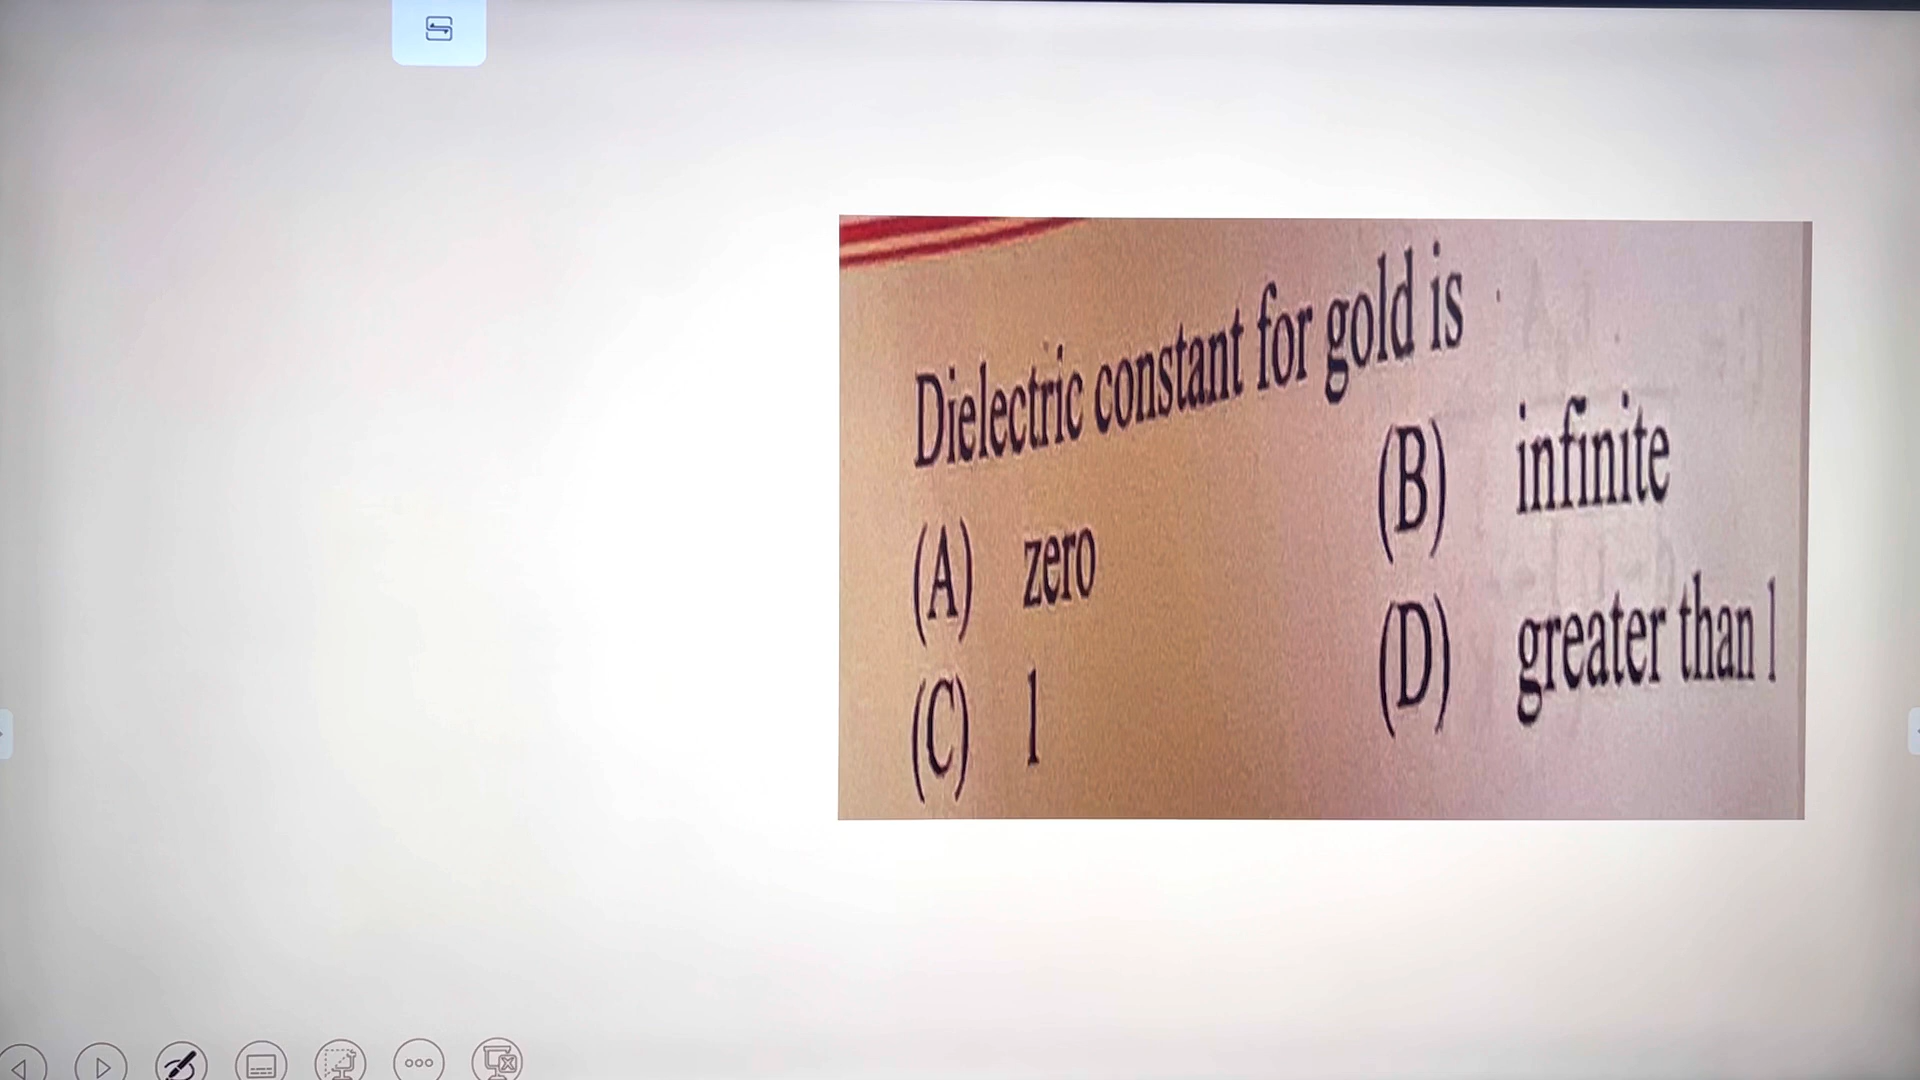 Dielectric constant for gold is
(A) zero
(B) infinite
(C) 1
(D) greater than 1